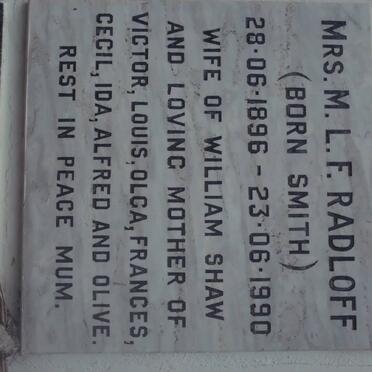 MRS. M. L. F. RADLOFF
(BORN SMITH)
28·06·1896 – 23·06·1990
WIFE OF WILLIAM SHAW
AND LOVING MOTHER OF
VICTOR, LOUIS, OLGA, FRANCES,
CECIL, IDA, ALFRED AND OLIVE.
REST IN PEACE MUM.